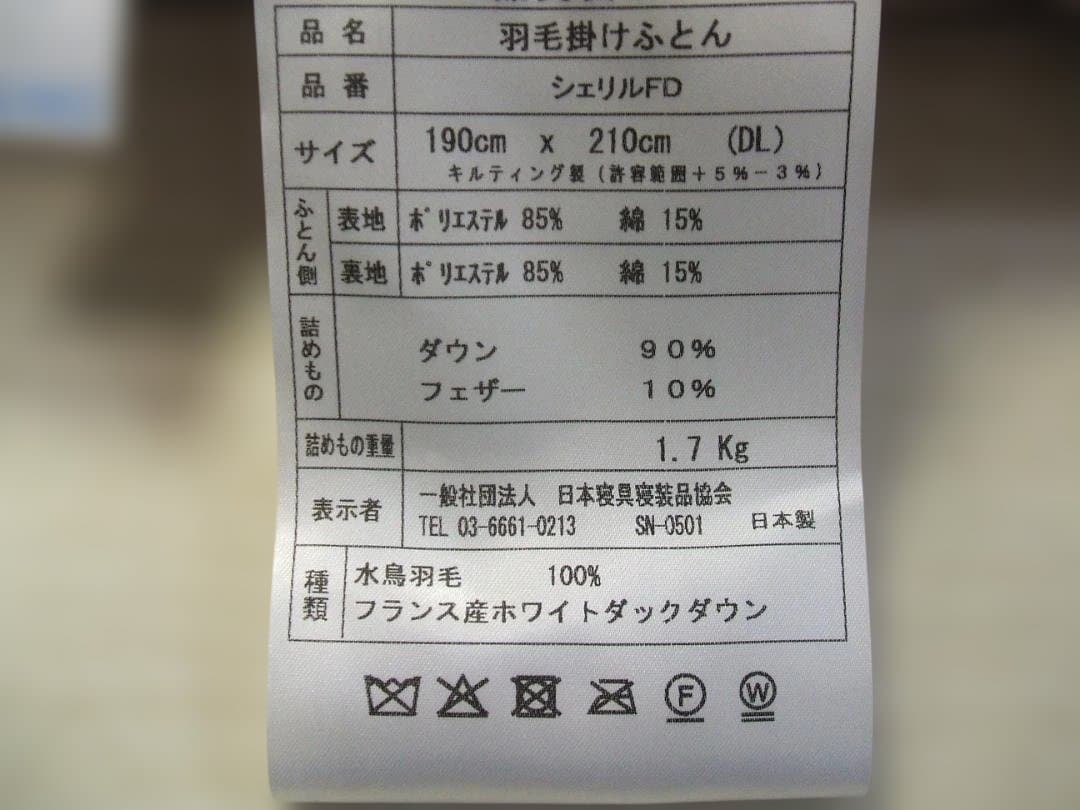 品名 羽毛掛けふとん
品番 シェリルFD
サイズ 190cm x 210cm (DL)
キルティング製(許容範囲+5%-3%)
ふとん側 表地 ポリエステル 85% 綿 15%
裏地 ポリエステル 85% 綿 15%
詰めもの ダウン 90%
フェザー 10%
詰めもの重量 1.7 Kg
表示者 一般社団法人 日本寝具寝装品協会
TEL 03-6661-0213 SN-0501 日本製
種類 水鳥羽毛 100%
フランス産ホワイトダックダウン
F W